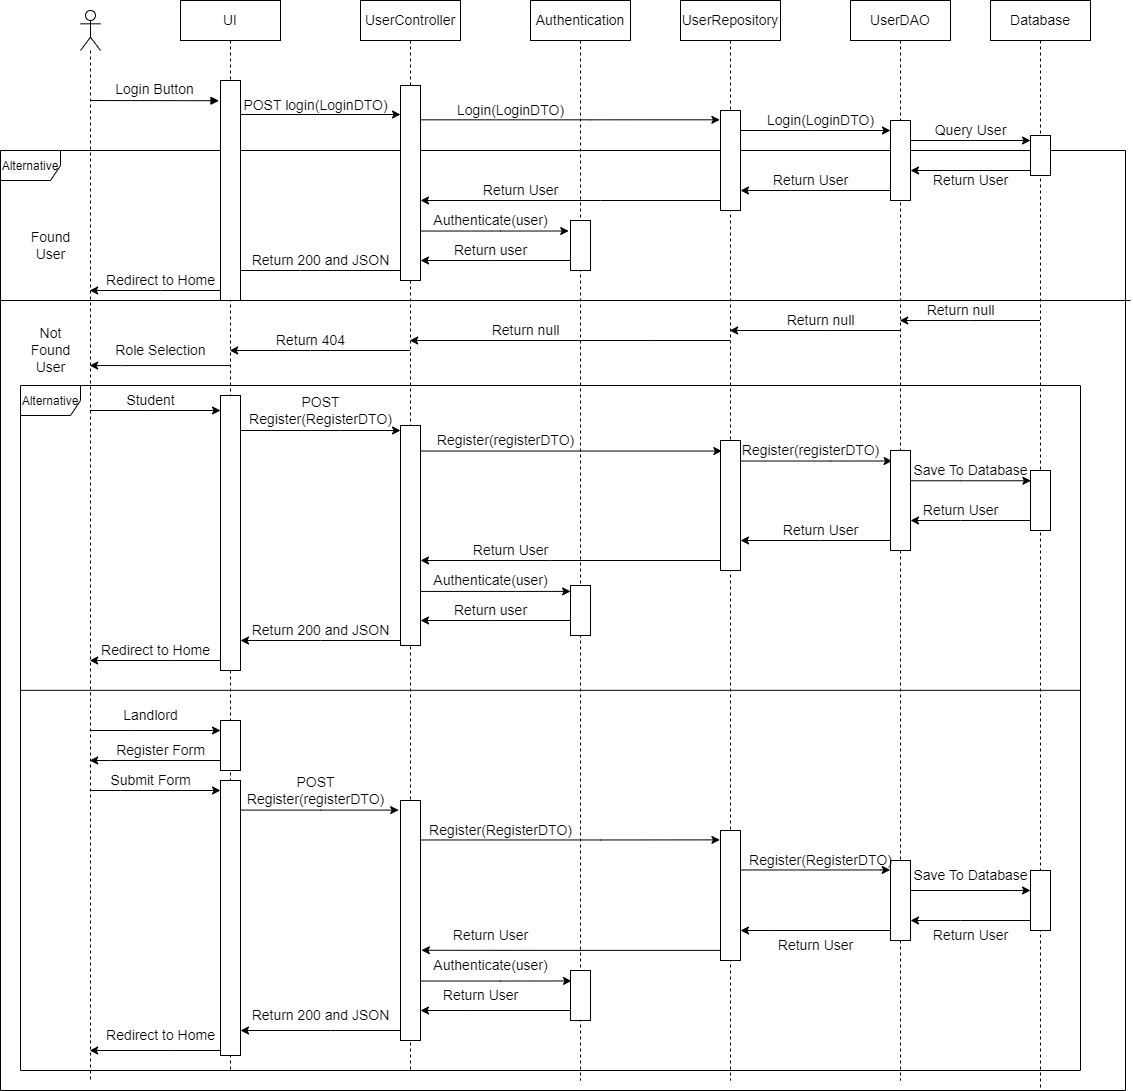 UI
UserController
Authentication
UserRepository
UserDAO
Database
Login Button
POST login(LoginDTO)
Login(LoginDTO)
Login(LoginDTO)
Query User
Alternative
Return User
Return User
Return User
Authenticate(user)
Found
User
Return user
Return 200 and JSON
Redirect to Home
Return null
Return null
Return null
Not
Found
User
Return 404
Role Selection
Alternative
Student
POST
Register(RegisterDTO)
Register(registerDTO)
Register(registerDTO)
Save To Database
Return User
Return User
Return User
Authenticate(user)
Return user
Return 200 and JSON
Redirect to Home
Landlord
Register Form
Submit Form
POST
Register(registerDTO)
Register(RegisterDTO)
Register(RegisterDTO)
Save To Database
Return User
Return User
Return User
Authenticate(user)
Return User
Return 200 and JSON
Redirect to Home